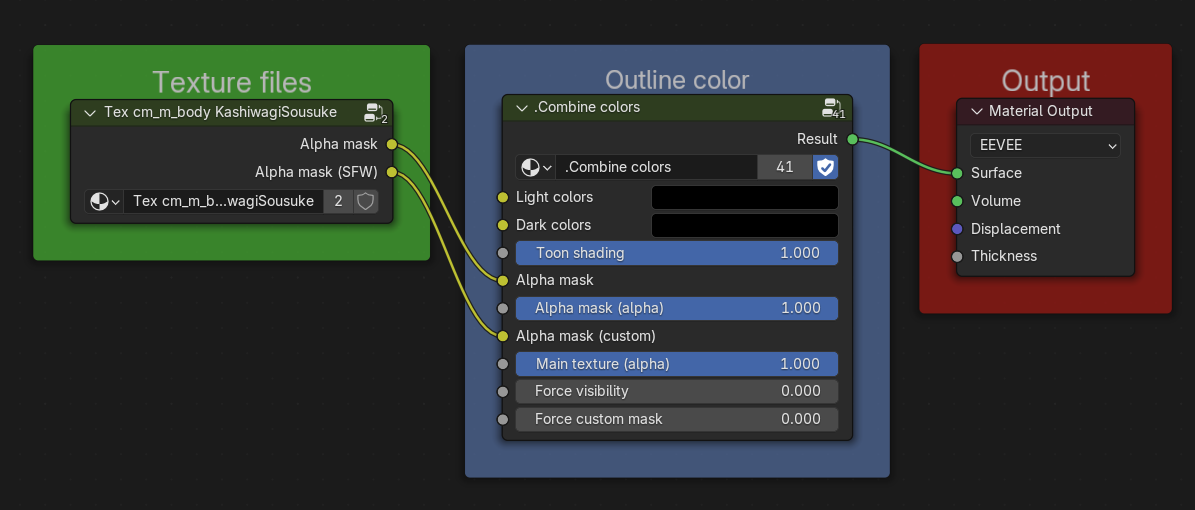 Texture files
Tex cm_m_body KashiwagiSousuke
2
Alpha mask
Alpha mask (SFW)
Tex cm_m_b...wagiSousuke 2
Outline color
.Combine colors
41
Result
.Combine colors 41
Light colors
Dark colors
Toon shading 1.000
Alpha mask
Alpha mask (alpha) 1.000
Alpha mask (custom)
Main texture (alpha) 1.000
Force visibility 0.000
Force custom mask 0.000
Output
Material Output
EEVEE
Surface
Volume
Displacement
Thickness